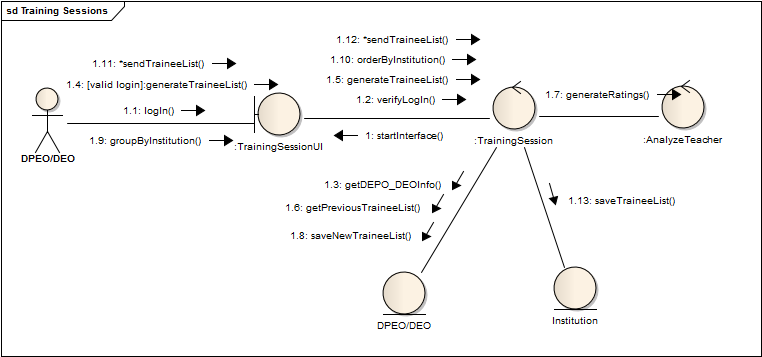 sd Training Sessions
1.12: *sendTraineeList()
1.11: *sendTraineeList()
1.10: orderByInstitution()
1.4: [valid login]:generateTraineeList()
1.5: generateTraineeList()
1.7: generateRatings()
1.1: logIn()
1.2: verifyLogIn()
1.9: groupByInstitution()
1: startInterface()
DPEO/DEO
:TrainingSessionUI
:TrainingSession
:AnalyzeTeacher
1.3: getDEPO_DEOInfo()
1.6: getPreviousTraineeList()
1.13: saveTraineeList()
1.8: saveNewTraineeList()
DPEO/DEO
Institution